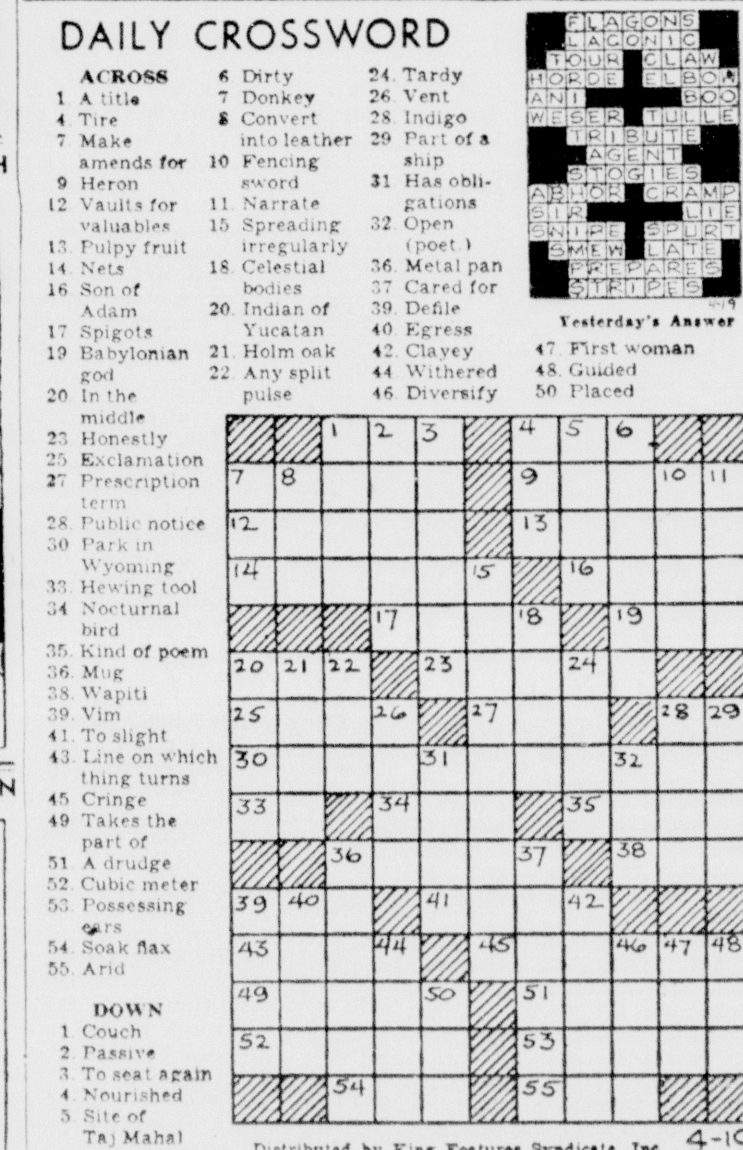 DAILY CROSSWORD
ACROSS
1. A title
4. Tire
7. Make
amends for
9. Heron
12. Vaults for
valuables
13. Pulpy fruit
14. Nets
16. Son of
Adam
17. Spigots
19. Babylonian
god
20. In the
middle
23. Honestly
25. Exclamation
27. Prescription
term
28. Public notice
30. Park in
Wyoming
33. Hewing tool
34. Nocturnal
bird
35. Kind of poem
36. Mug
38. Wapiti
39. Vim
41. To slight
43. Line on which
thing turns
45. Cringe
49. Takes the
part of
51. A drudge
52. Cubic meter
53. Possessing
ears
54. Soak flax
55. Arid
DOWN
1. Couch
2. Passive
3. To seat again
4. Nourished
5. Site of
Taj Mahal
6. Dirty
7. Donkey
8. Convert
into leather
10. Fencing
sword
11. Narrate
15. Spreading
irregularly
18. Celestial
bodies
20. Indian of
Yucatan
21. Holm oak
22. Any split
pulse
24. Tardy
26. Vent
28. Indigo
29. Part of a
ship
31. Has obli-
gations
32. Open
(poet.)
36. Metal pan
37. Cared for
39. Defile
40. Egress
42. Clayey
44. Withered
46. Diversify
FLAGONS
LACONIC
TOUR CLAW
HORDE ELBOW
ANI BOO
WESER TULLE
TRIBUTE
AGENT
STOGIES
ABHOR CRAMP
SIR LIE
SNIPE SPURT
SMEW LATE
PREPARES
STRIPES
4-19
Yesterday's Answer
47. First woman
48. Guided
50. Placed
1 2 3 4 5 6
7 8 9 10 11
12 13
14 15 16
17 18 19
20 21 22 23 24
25 26 27 28 29
30 31 32
33 34 35
36 37 38
39 40 41 42
43 44 45 46 47 48
49 50 51
52 53
54 55
Distributed by King Features Syndicate, Inc.